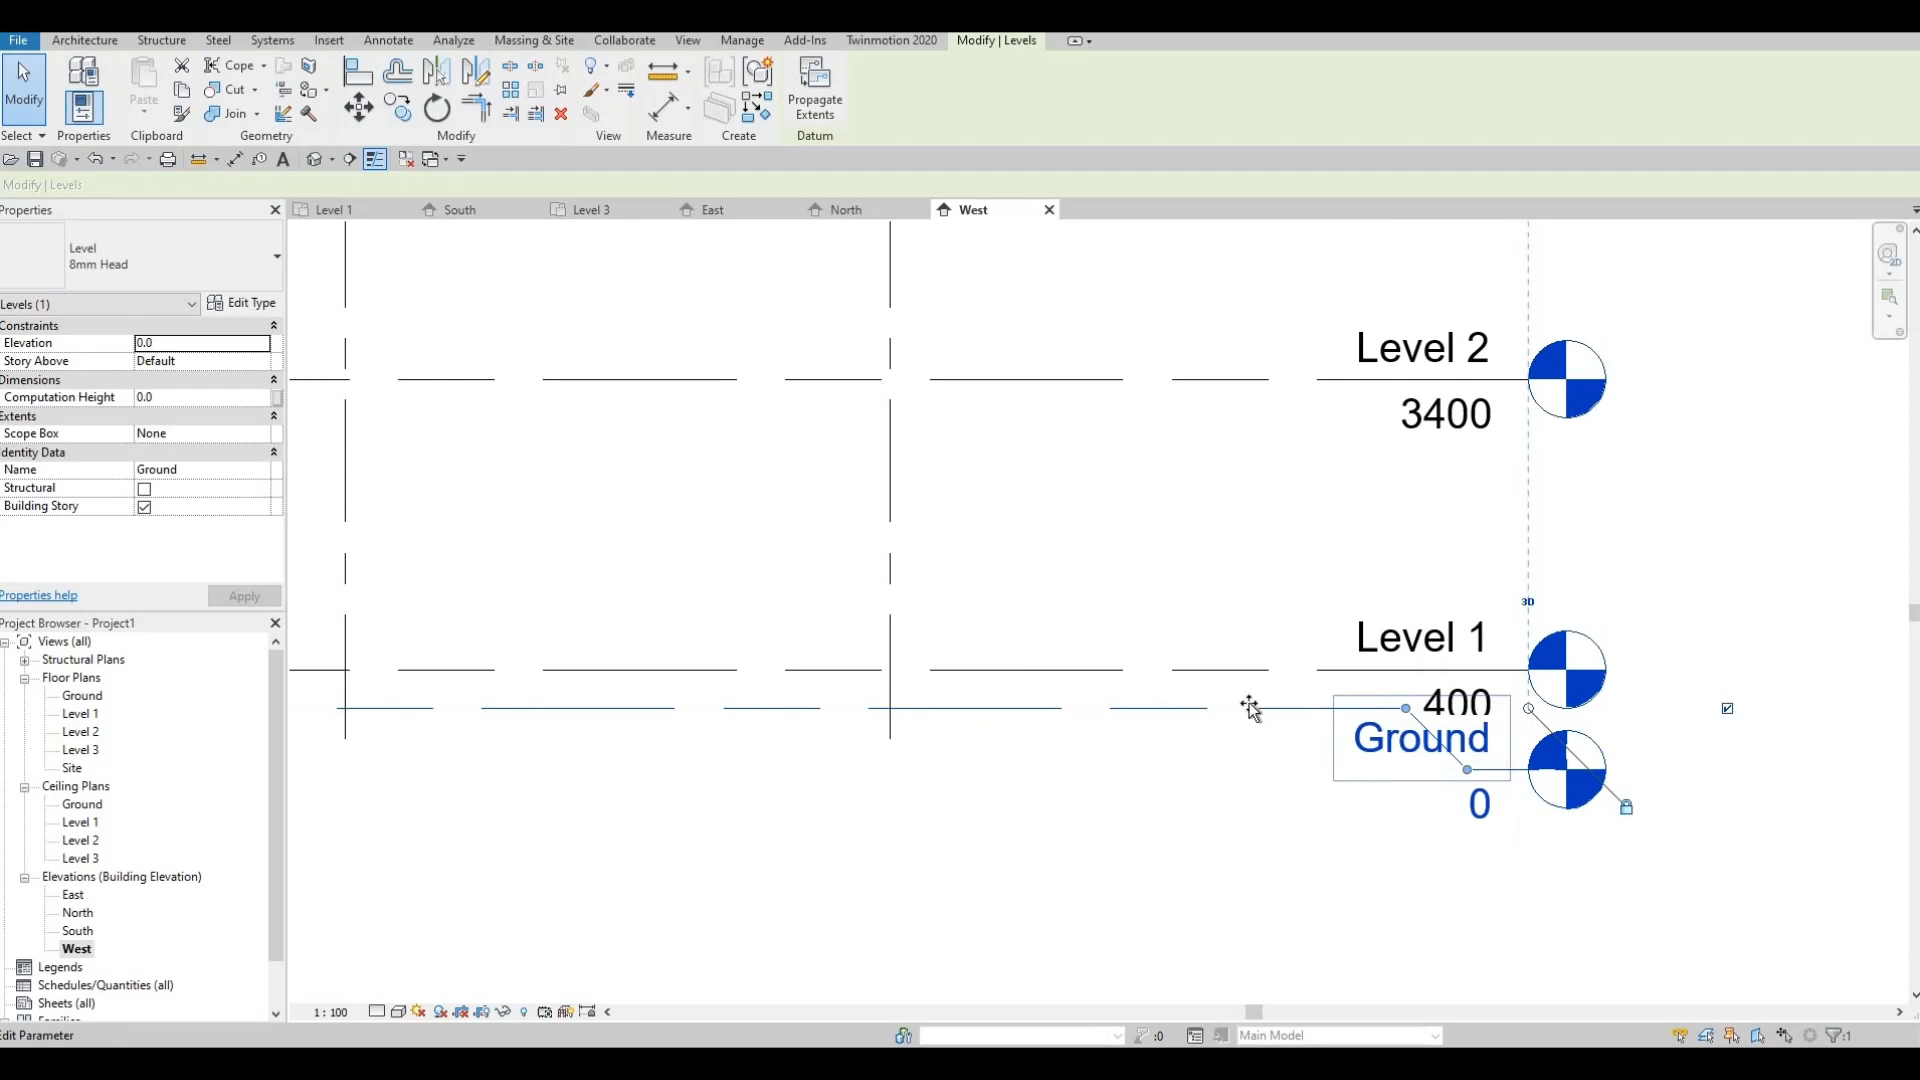 File Architecture Structure Steel Systems Insert Annotate Analyze Massing & Site Collaborate View Manage Add-Ins Twinmotion 2020 Modify | Levels
Modify
Paste
Cope
Cut
Join
Propagate
Extents
Select Properties Clipboard Geometry Modify View Measure Create Datum
Modify | Levels
Properties
Level 1 South Level 3 East North West
Level
8mm Head
Levels (1) Edit Type
Constraints
Elevation 0.0
Story Above Default
Dimensions
Computation Height 0.0
Extents
Scope Box None
Identity Data
Name Ground
Structural
Building Story
Properties help Apply
Project Browser - Project1
Views (all)
Structural Plans
Floor Plans
Ground
Level 1
Level 2
Level 3
Site
Ceiling Plans
Ground
Level 1
Level 2
Level 3
Elevations (Building Elevation)
East
North
South
West
Legends
Schedules/Quantities (all)
Sheets (all)
Level 2
3400
3D
Level 1
400
Ground
0
2D
1 : 100
Edit Parameter
:0
Main Model
:1